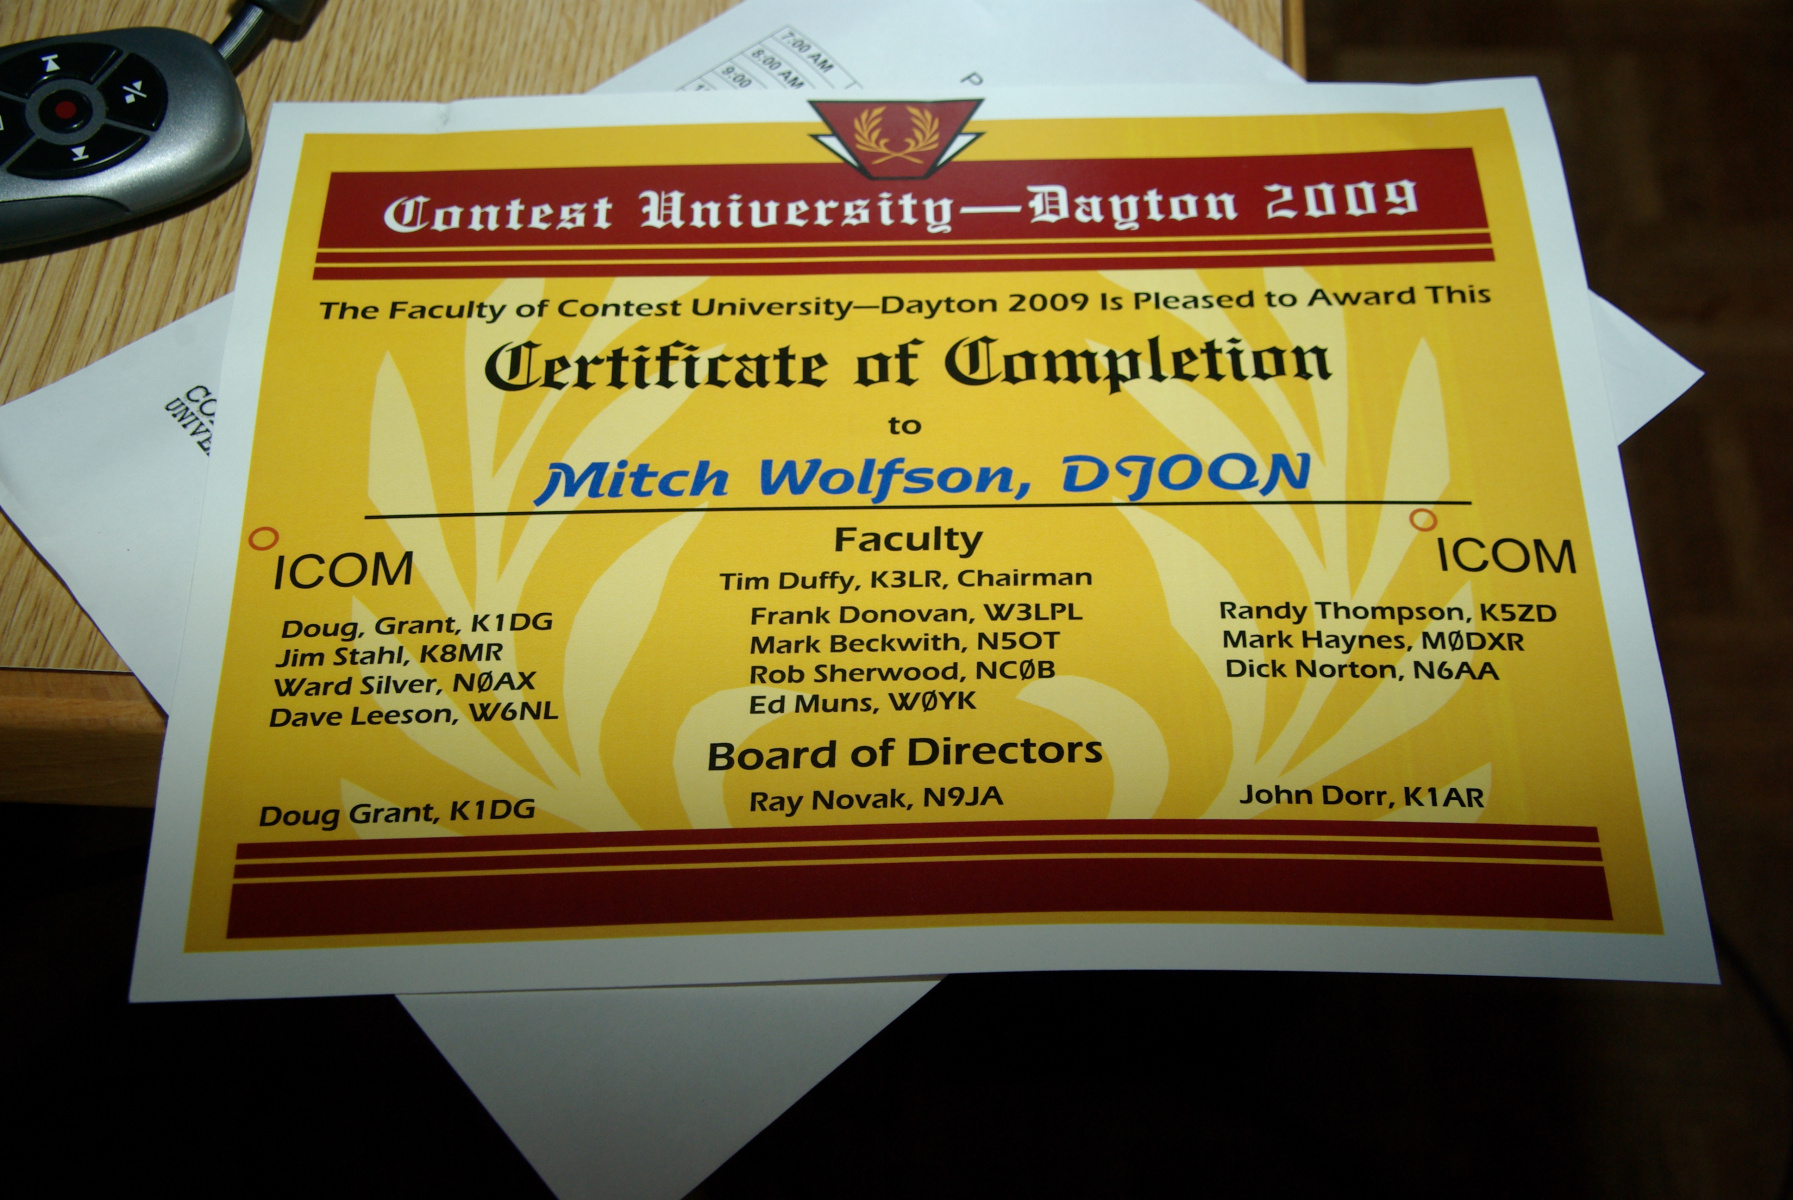 7:00 AM
8:00 AM
9:00
P
Contest University—Dayton 2009
The Faculty of Contest University—Dayton 2009 Is Pleased to Award This
Certificate of Completion
to
Mitch Wolfson, DJ0QN
ICOM
ICOM
Faculty
Tim Duffy, K3LR, Chairman
Doug, Grant, K1DG
Jim Stahl, K8MR
Ward Silver, NØAX
Dave Leeson, W6NL
Frank Donovan, W3LPL
Mark Beckwith, N5OT
Rob Sherwood, NCØB
Ed Muns, WØYK
Randy Thompson, K5ZD
Mark Haynes, MØDXR
Dick Norton, N6AA
Board of Directors
Doug Grant, K1DG
Ray Novak, N9JA
John Dorr, K1AR